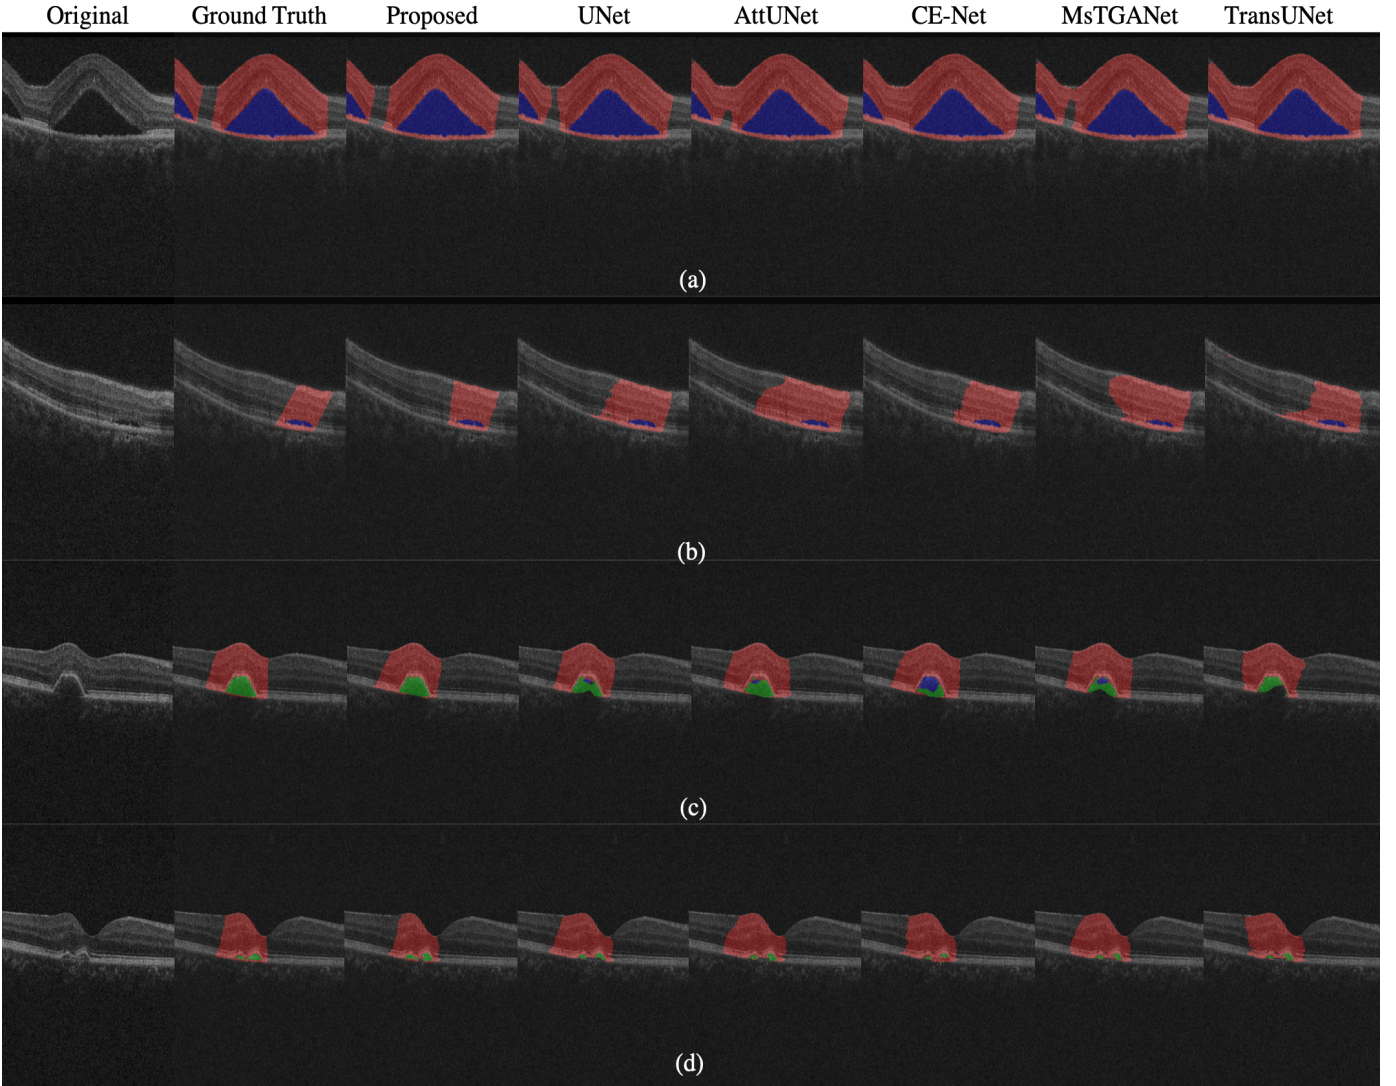 Original Ground Truth Proposed UNet AttUNet CE-Net MsTGANet TransUNet
(a)
(b)
(c)
(d)